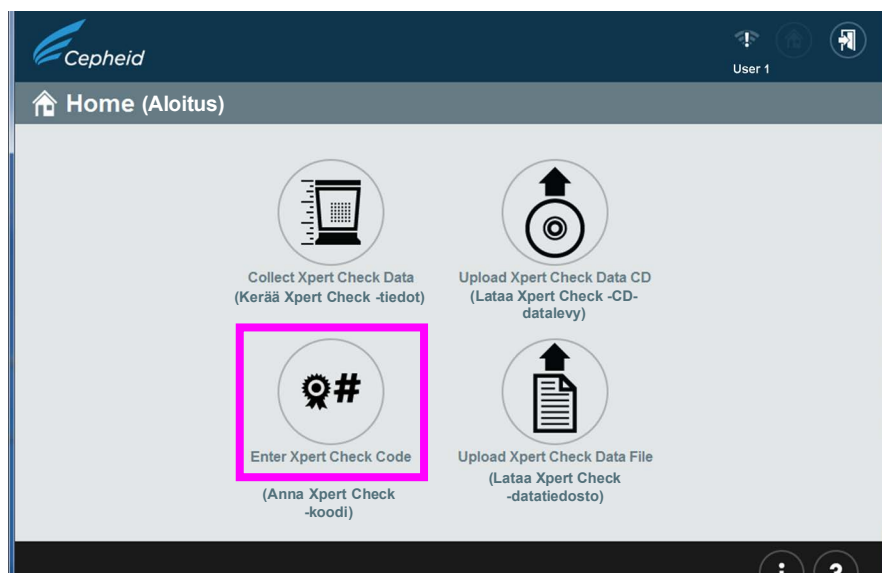 Cepheid
User 1
Home (Aloitus)
Collect Xpert Check Data
(Kerää Xpert Check -tiedot)
Upload Xpert Check Data CD
(Lataa Xpert Check -CD-
datalevy)
#
Enter Xpert Check Code
(Anna Xpert Check
-koodi)
Upload Xpert Check Data File
(Lataa Xpert Check
-datatiedosto)
i ?